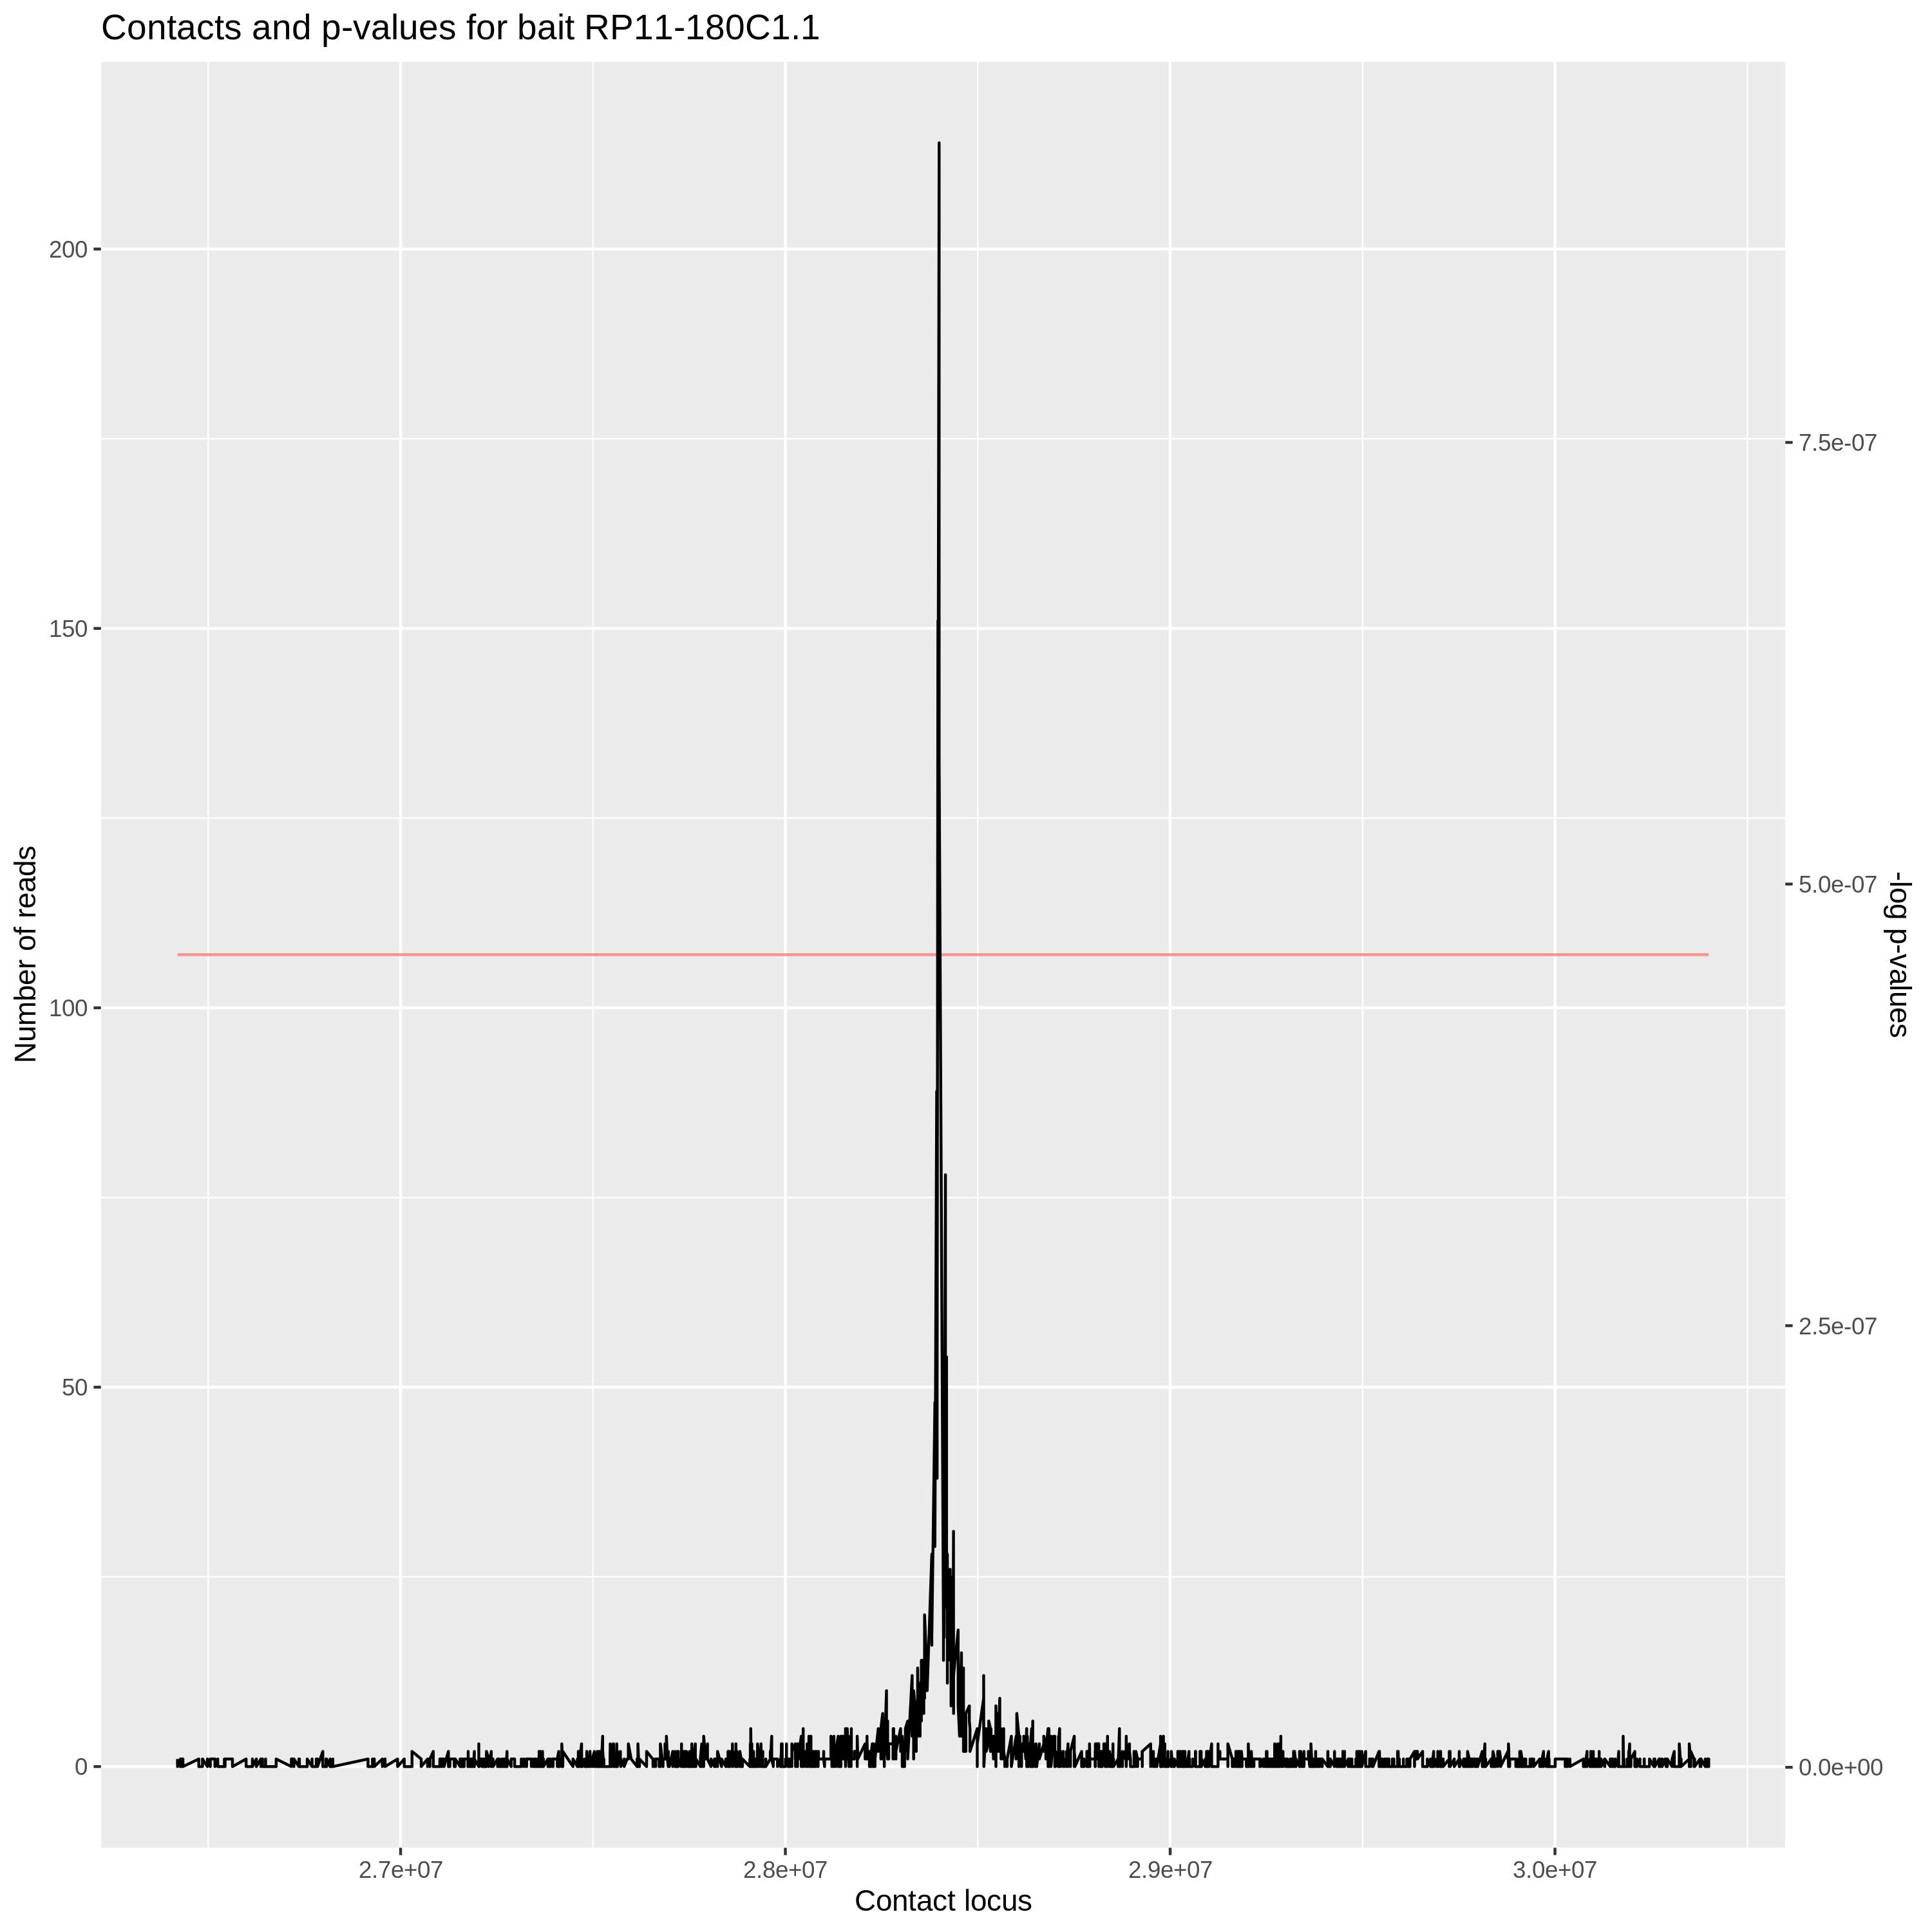 Contacts and p-values for bait RP11-180C1.1
200
150
100
50
0
Number of reads
7.5e-07
5.0e-07
2.5e-07
0.0e+00
-log p-values
2.7e+07
2.8e+07
2.9e+07
3.0e+07
Contact locus